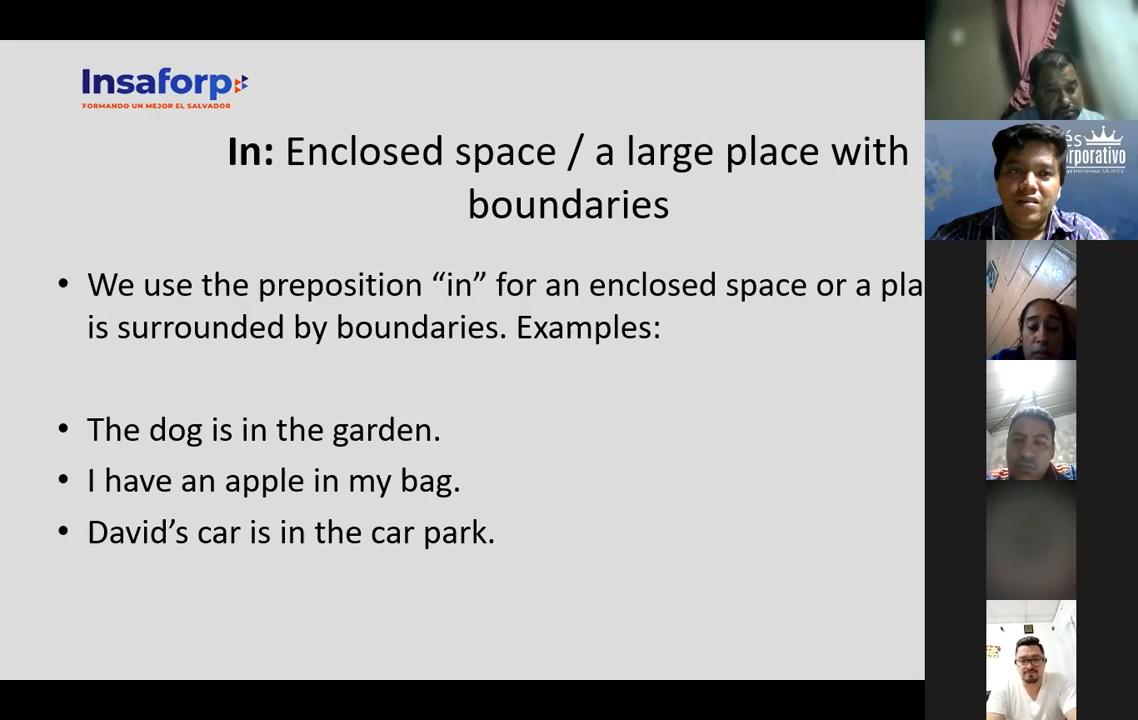 Insaforp
FORMANDO UN MEJOR EL SALVADOR
In: Enclosed space / a large place with
boundaries
• We use the preposition “in” for an enclosed space or a pla
is surrounded by boundaries. Examples:
• The dog is in the garden.
• I have an apple in my bag.
• David’s car is in the car park.
és
orporativo